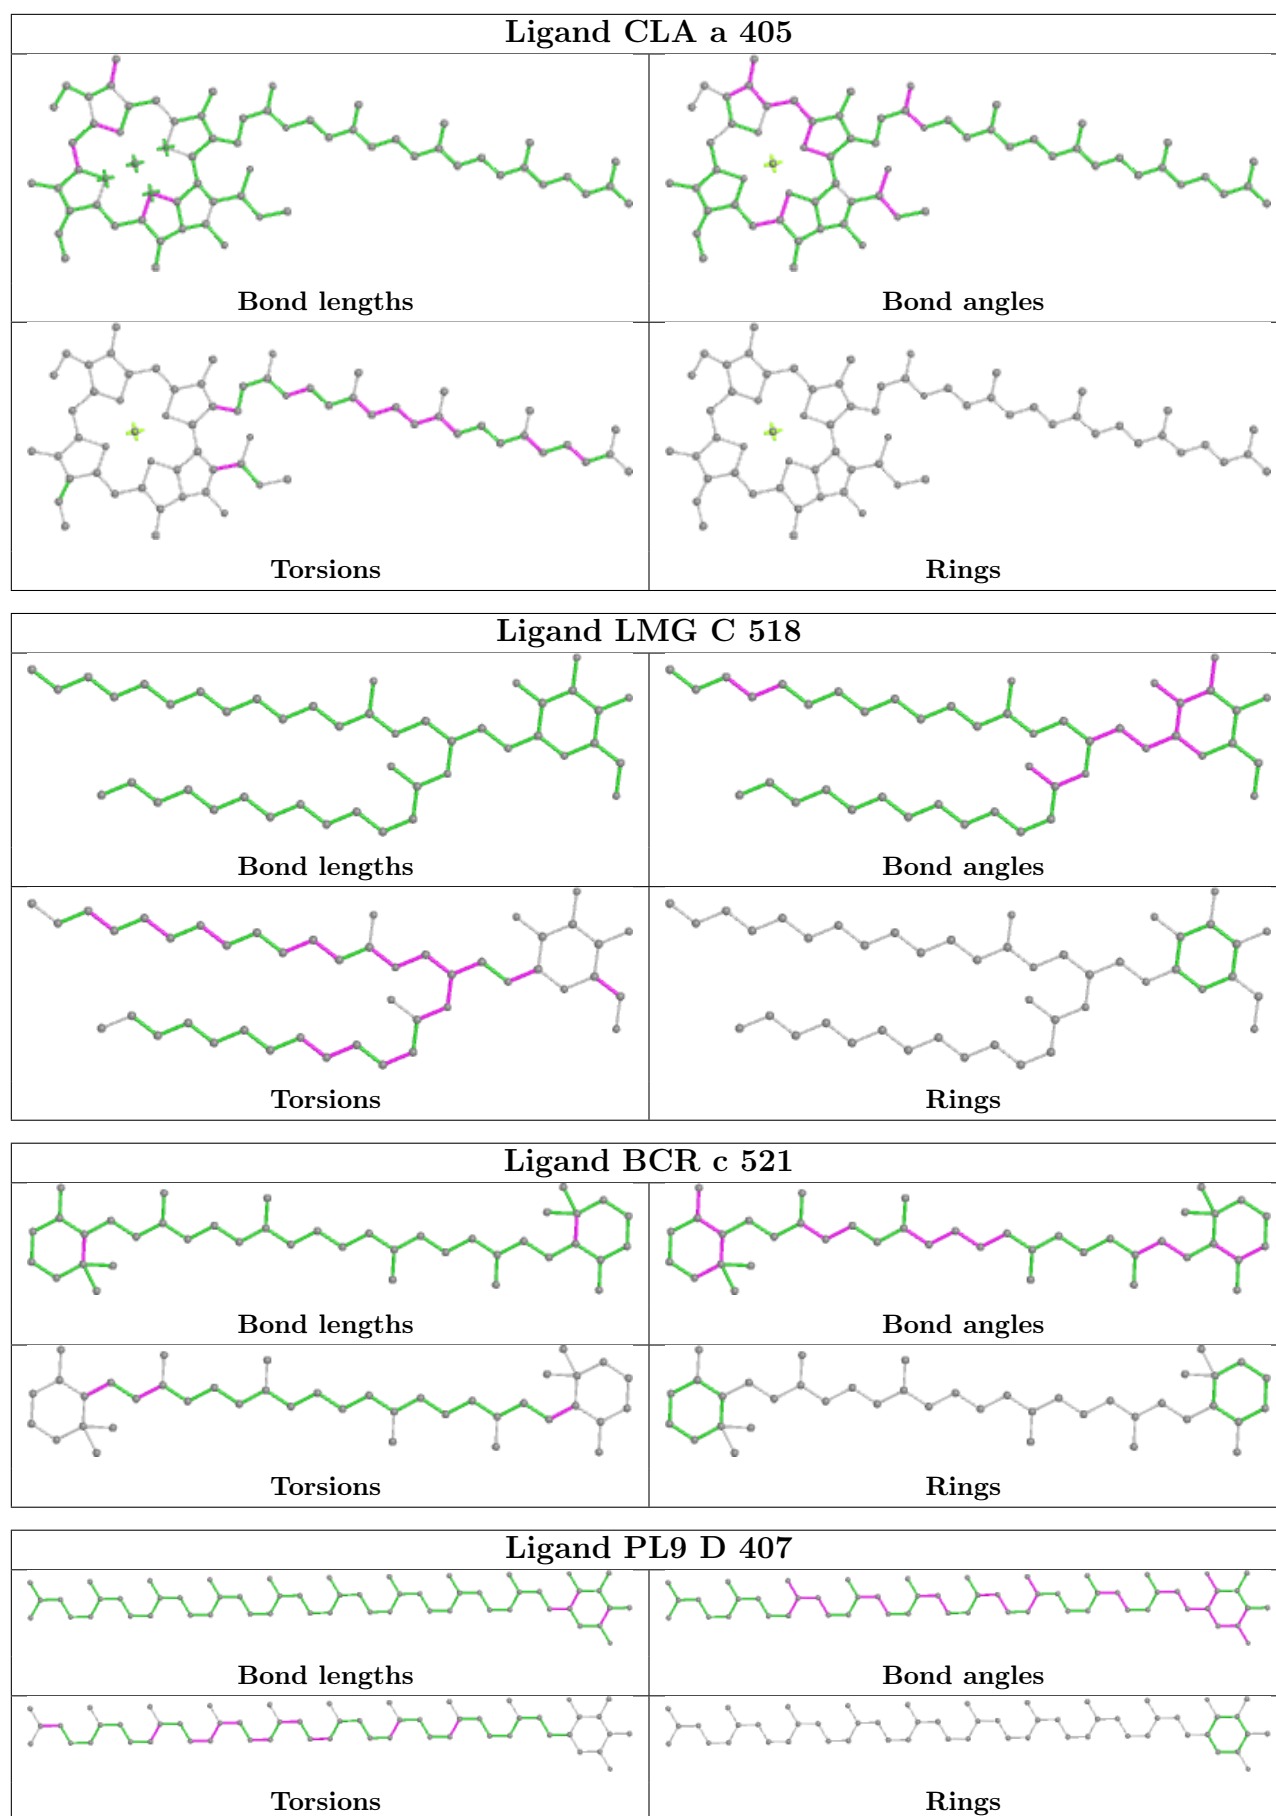 Ligand CLA a 405
Bond lengths
Bond angles
Torsions
Rings
Ligand LMG C 518
Bond lengths
Bond angles
Torsions
Rings
Ligand BCR c 521
Bond lengths
Bond angles
Torsions
Rings
Ligand PL9 D 407
Bond lengths
Bond angles
Torsions
Rings